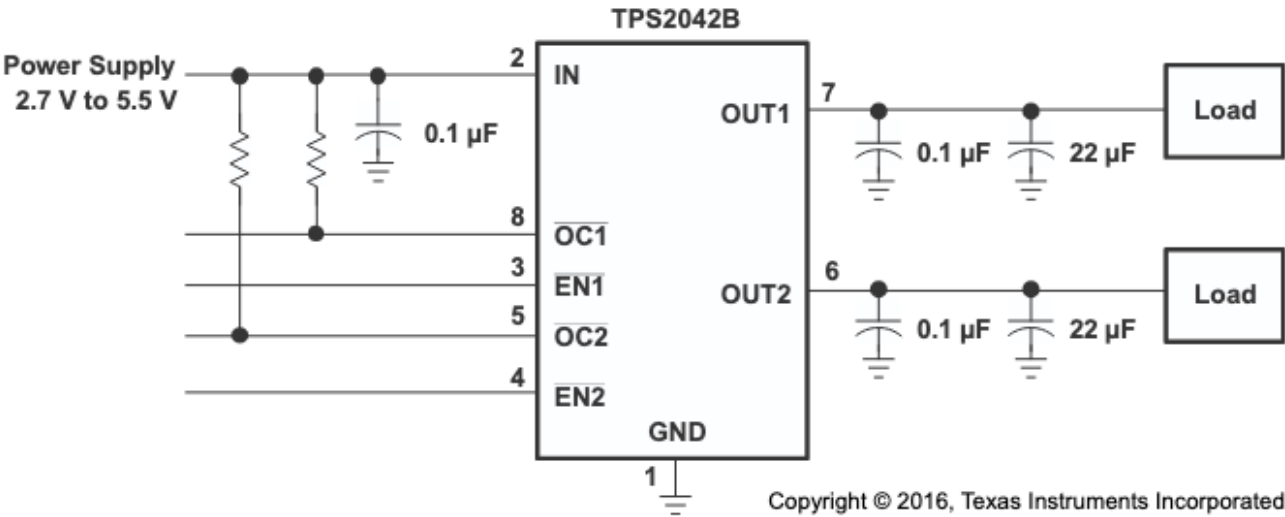 TPS2042B
Power Supply
2.7 V to 5.5 V
2
IN
0.1 µF
OUT1
7
0.1 µF
22 µF
Load
8
OC1
3
EN1
5
OC2
4
EN2
OUT2
6
0.1 µF
22 µF
Load
GND
1
Copyright © 2016, Texas Instruments Incorporated